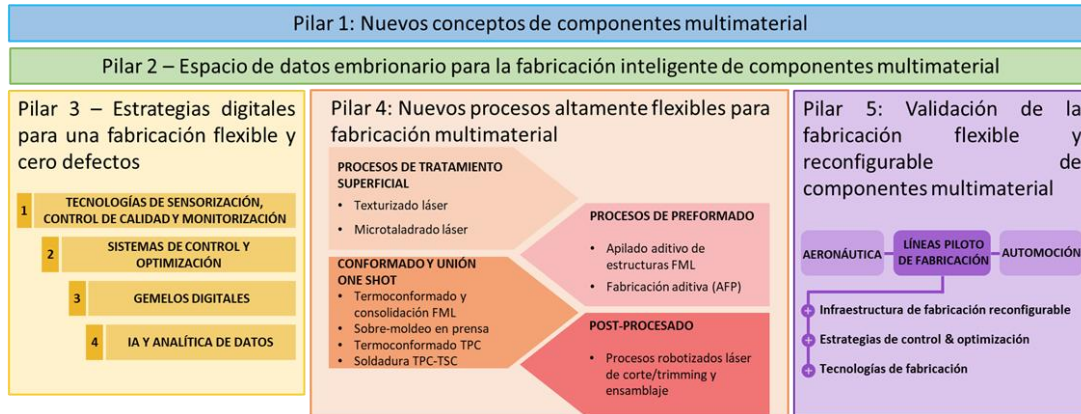 Pilar 1: Nuevos conceptos de componentes multimaterial
Pilar 2 – Espacio de datos embrionario para la fabricación inteligente de componentes multimaterial
Pilar 3 – Estrategias digitales
para una fabricación flexible y
cero defectos
1
TECNOLOGÍAS DE SENSORIZACIÓN,
CONTROL DE CALIDAD Y MONITORIZACIÓN
2
SISTEMAS DE CONTROL Y
OPTIMIZACIÓN
3
GEMELOS DIGITALES
4
IA Y ANALÍTICA DE DATOS
Pilar 4: Nuevos procesos altamente flexibles para
fabricación multimaterial
PROCESOS DE TRATAMIENTO
SUPERFICIAL
• Texturizado láser
• Microtaladrado láser
PROCESOS DE PREFORMADO
• Apilado aditivo de
estructuras FML
• Fabricación aditiva (AFP)
CONFORMADO Y UNIÓN
ONE SHOT
• Termoconformado y
consolidación FML
• Sobre-moldeo en prensa
• Termoconformado TPC
• Soldadura TPC-TSC
POST-PROCESADO
• Procesos robotizados láser
de corte/trimming y
ensamblaje
Pilar 5: Validación de la
fabricación flexible y
reconfigurable de
componentes multimaterial
AERONÁUTICA
LÍNEAS PILOTO
DE FABRICACIÓN
AUTOMOCIÓN
Infraestructura de fabricación reconfigurable
Estrategias de control & optimización
Tecnologías de fabricación